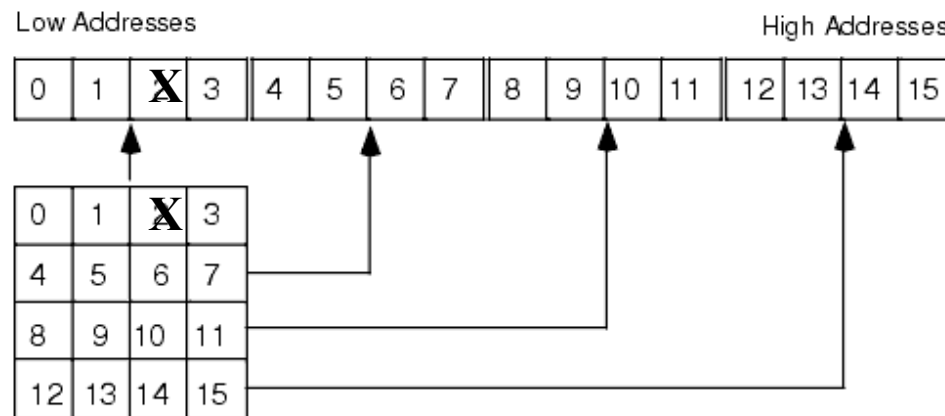 Low Addresses High Addresses
0 1 X 3 4 5 6 7 8 9 10 11 12 13 14 15
0 1 X 3
4 5 6 7
8 9 10 11
12 13 14 15